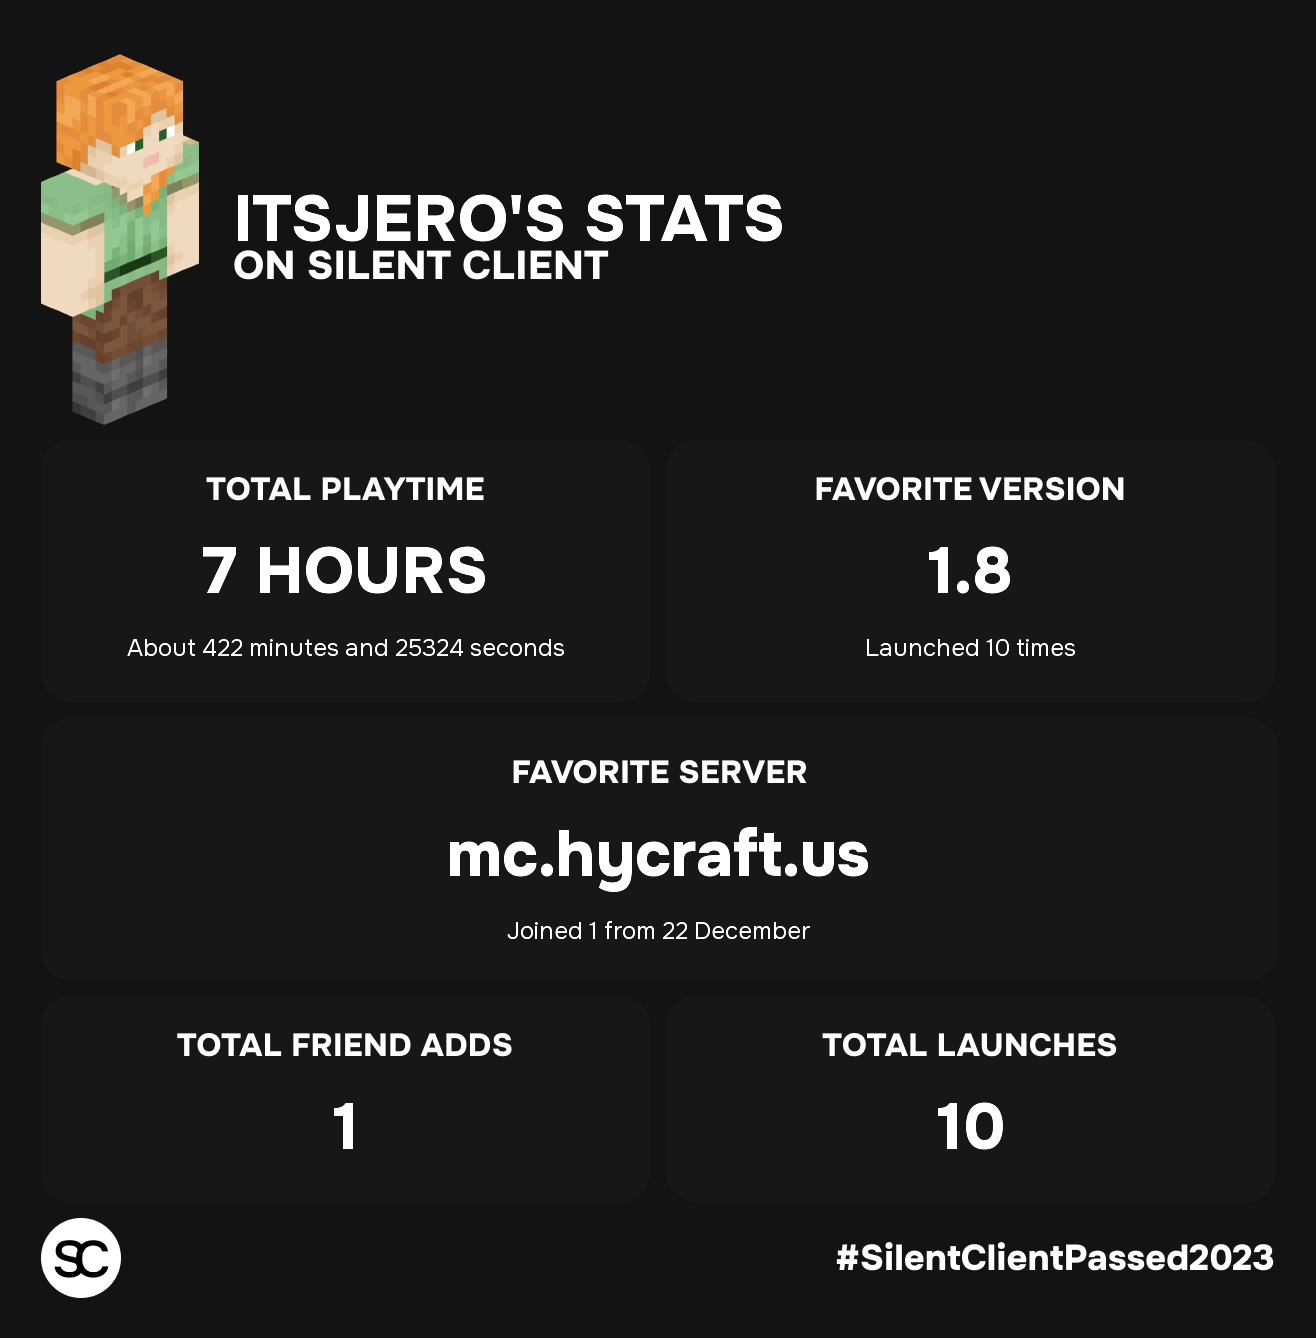 ITSJERO'S STATS
ON SILENT CLIENT
TOTAL PLAYTIME
7 HOURS
About 422 minutes and 25324 seconds
FAVORITE VERSION
1.8
Launched 10 times
FAVORITE SERVER
mc.hycraft.us
Joined 1 from 22 December
TOTAL FRIEND ADDS
1
TOTAL LAUNCHES
10
SC
#SilentClientPassed2023